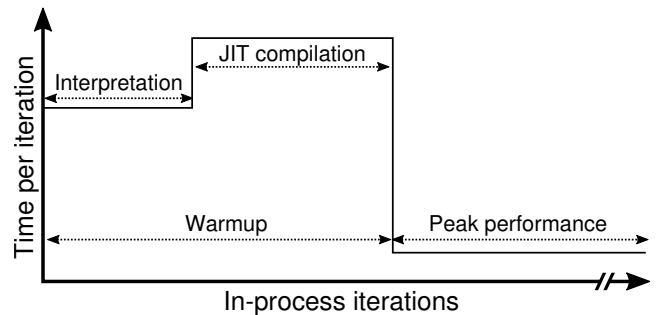 JIT compilation
Interpretation
Time per iteration
Warmup
Peak performance
In-process iterations